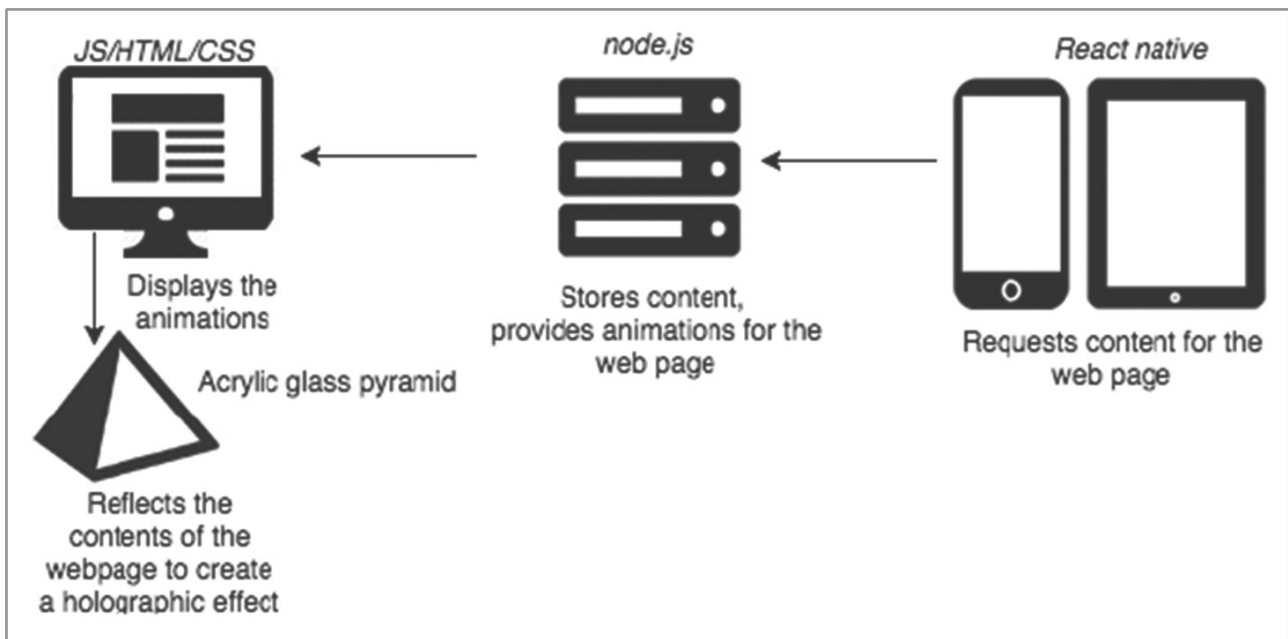 JS/HTML/CSS
Displays the
animations
Acrylic glass pyramid
Reflects the
contents of the
webpage to create
a holographic effect
node.js
Stores content,
provides animations for the
web page
React native
Requests content for the
web page